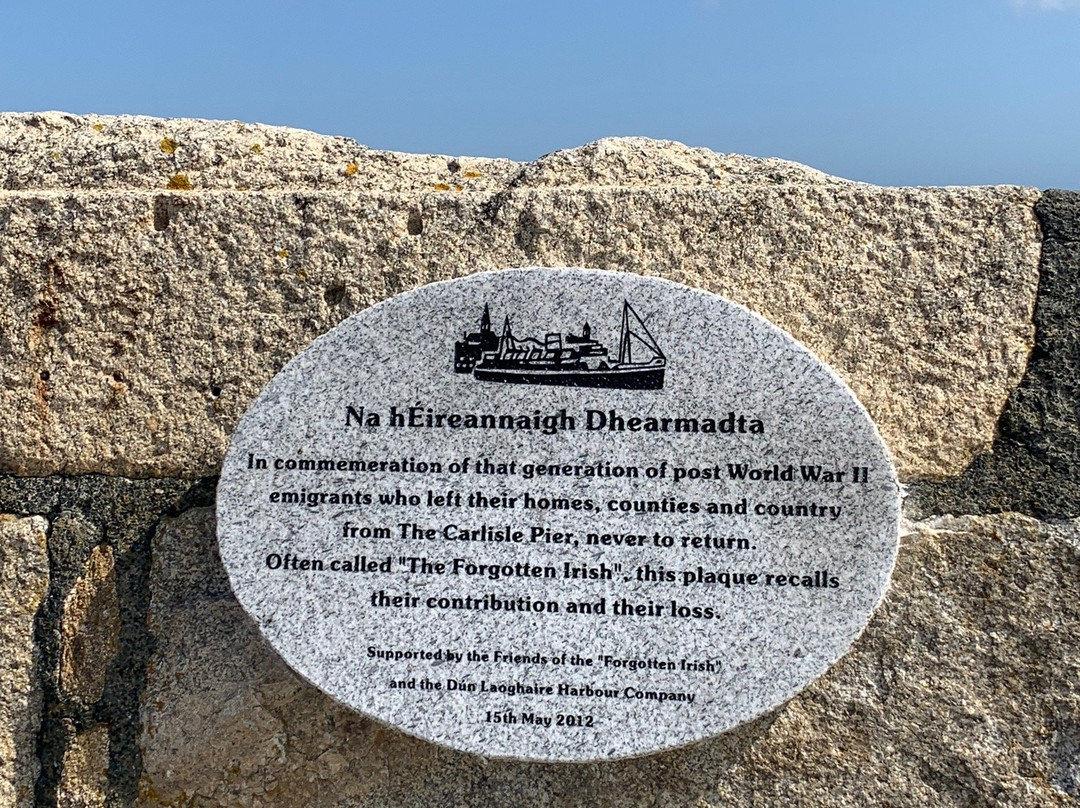 Na hÉireannaigh Dhearmadta
In commemeration of that generation of post World War II
emigrants who left their homes, counties and country
from The Carlisle Pier, never to return.
Often called "The Forgotten Irish", this plaque recalls
their contribution and their loss.
Supported by the Friends of the "Forgotten Irish"
and the Dún Laoghaire Harbour Company
15th May 2012